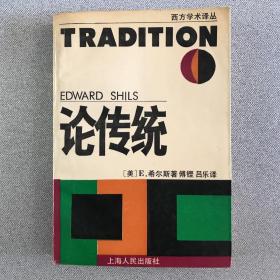 西方学术译丛
TRADITION
EDWARD SHILS
论传统
[美]E.希尔斯著 傅铿 吕乐译
上海人民出版社